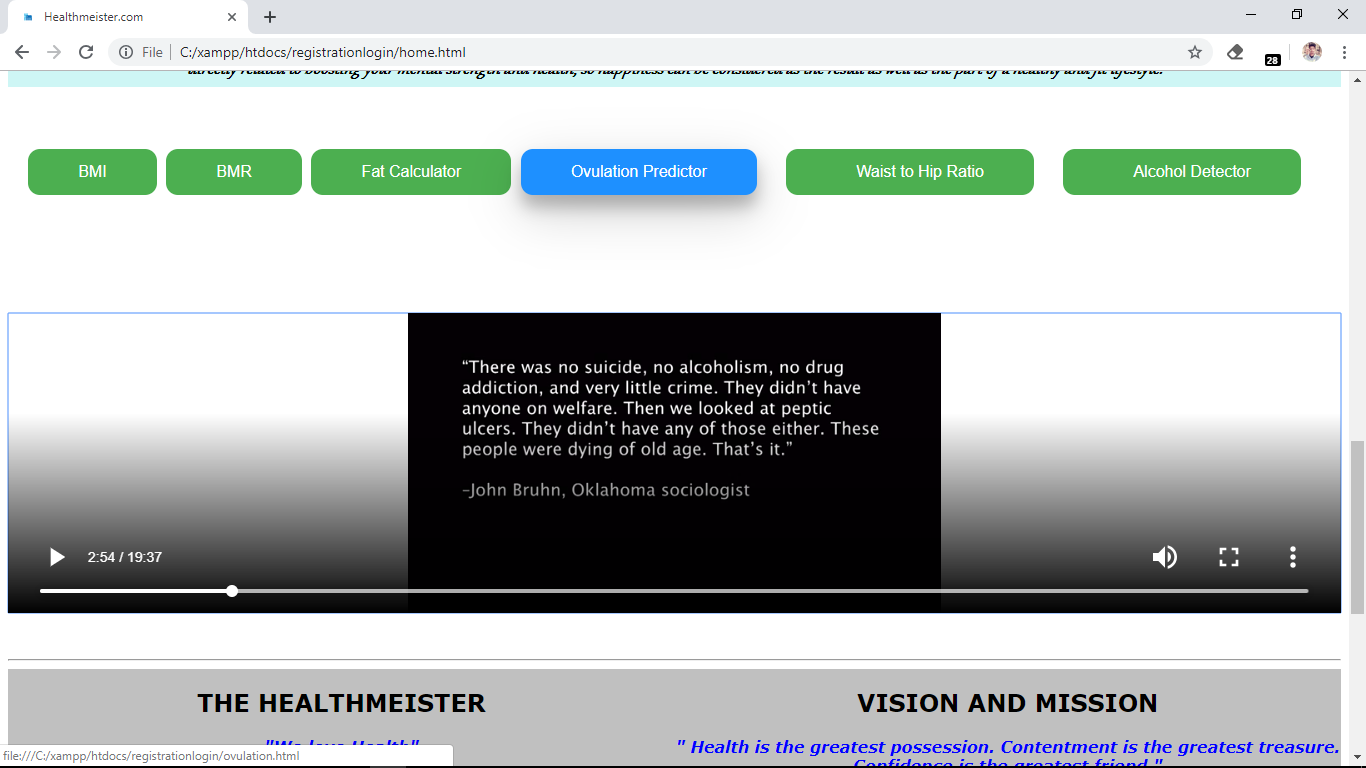 Healthmeister.com
File
C:/xampp/htdocs/registrationlogin/home.html
28
directly related to boosting your mental strength and health, so happiness can be considered as the result as well as the part of a healthy and fit lifestyle.
BMI
BMR
Fat Calculator
Ovulation Predictor
Waist to Hip Ratio
Alcohol Detector
“There was no suicide, no alcoholism, no drug
addiction, and very little crime. They didn’t have
anyone on welfare. Then we looked at peptic
ulcers. They didn’t have any of those either. These
people were dying of old age. That’s it.”
–John Bruhn, Oklahoma sociologist
2:54 / 19:37
THE HEALTHMEISTER
VISION AND MISSION
"We love Health"
" Health is the greatest possession. Contentment is the greatest treasure.
Confidence is the greatest friend."
file:///C:/xampp/htdocs/registrationlogin/ovulation.html